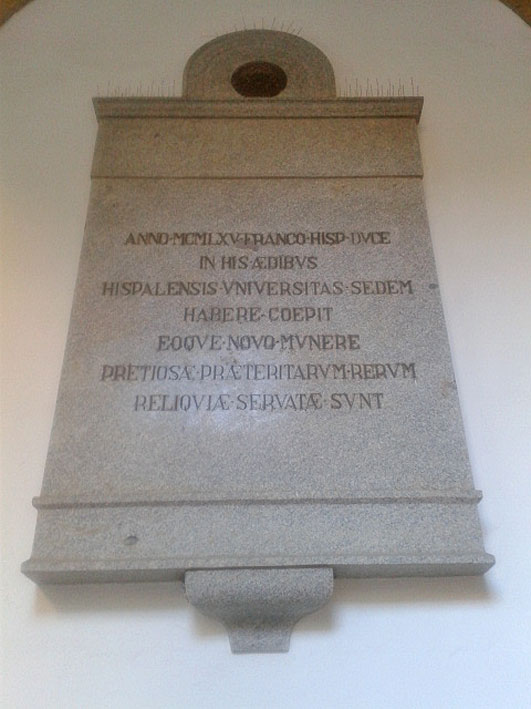 ANNO·MCMLXV·FRANCO·HISP·DVCE
IN HIS ÆDIBVS
HISPALENSIS·VNIVERSITAS·SEDEM
HABERE·COEPIT
EOQVE·NOVO·MVNERE
PRETIOSÆ·PRÆTERITARVM·RERVM
RELIQVIÆ·SERVATÆ·SVNT